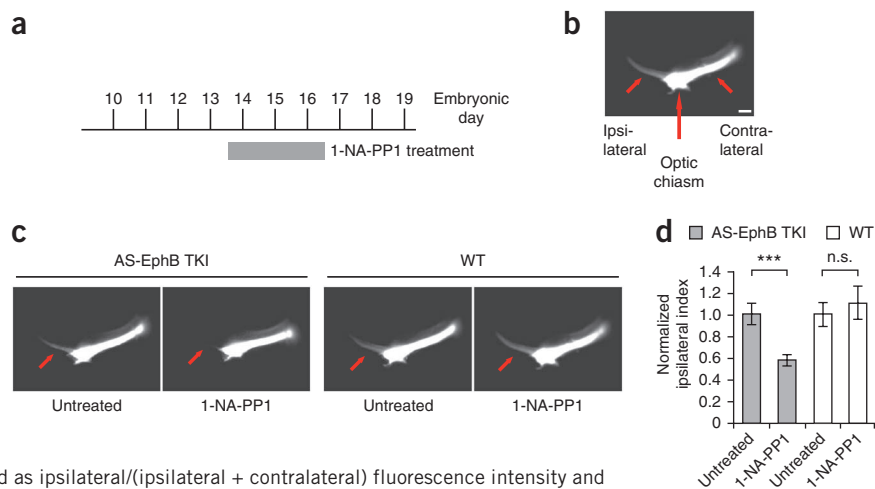 a
10 11 12 13 14 15 16 17 18 19
Embryonic
day
1-NA-PP1 treatment
b
Ipsi-
lateral
Contra-
lateral
Optic
chiasm
c
AS-EphB TKI
WT
Untreated
1-NA-PP1
Untreated
1-NA-PP1
d
AS-EphB TKI
WT
***
n.s.
Normalized
ipsilateral index
1.4
1.2
1.0
0.8
0.6
0.4
0.2
0
Untreated
1-NA-PP1
Untreated
1-NA-PP1
d as ipsilateral/(ipsilateral + contralateral) fluorescence intensity and